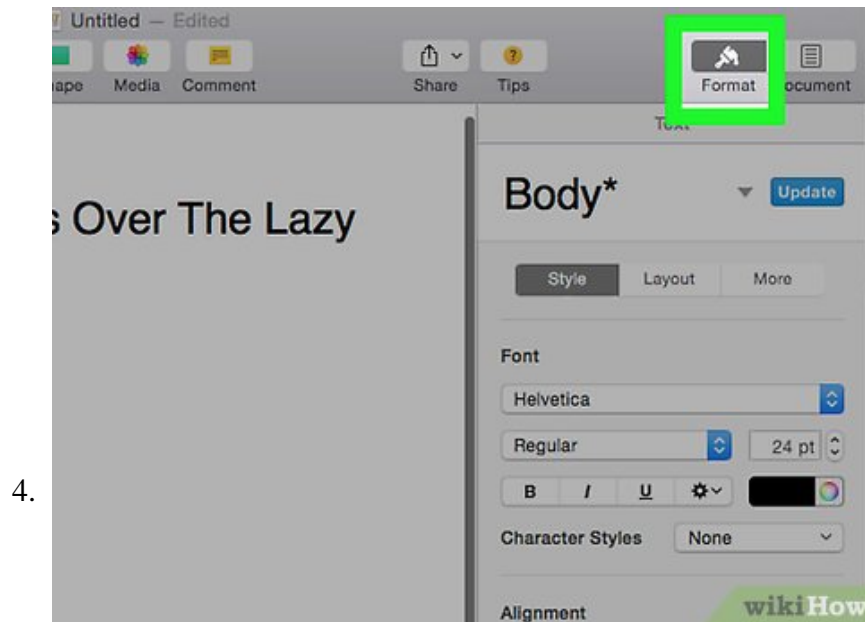 Untitled — Edited
ape Media Comment Share Tips Format ocument
Text
s Over The Lazy
Body* Update
Style Layout More
Font
Helvetica
Regular 24 pt
B I U
4.
Character Styles None
Alignment
wikiHow